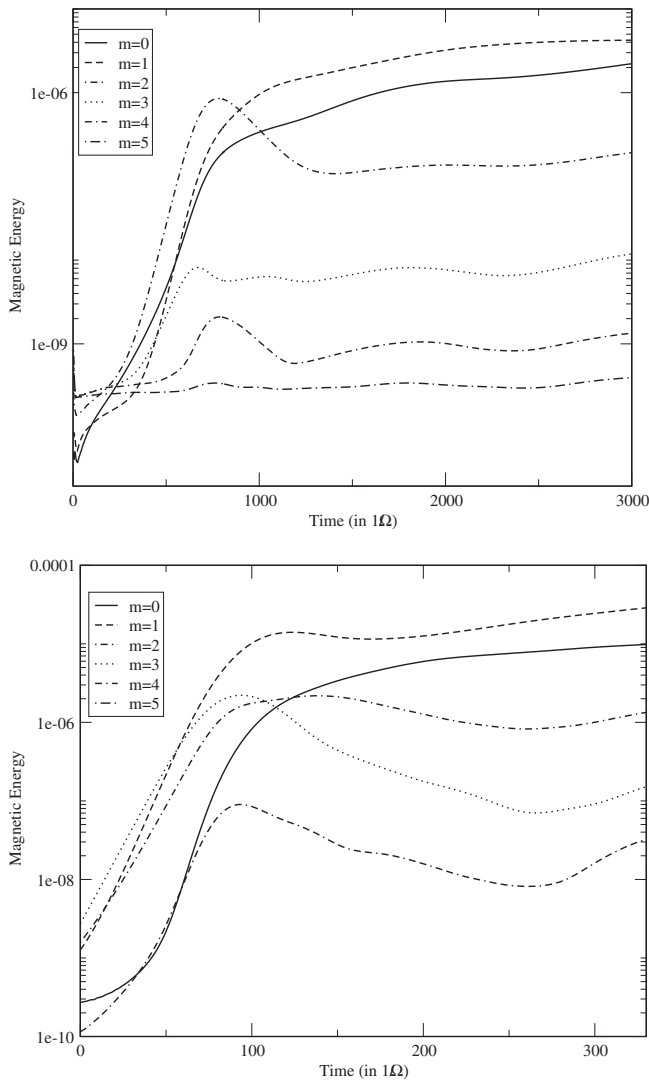 m=0
m=1
m=2
m=3
m=4
m=5
1e-06
1e-09
Magnetic Energy
0 1000 2000 3000
Time (in 1Ω)
0.0001
m=0
m=1
m=2
m=3
m=4
m=5
1e-06
1e-08
1e-10
Magnetic Energy
0 100 200 300
Time (in 1Ω)